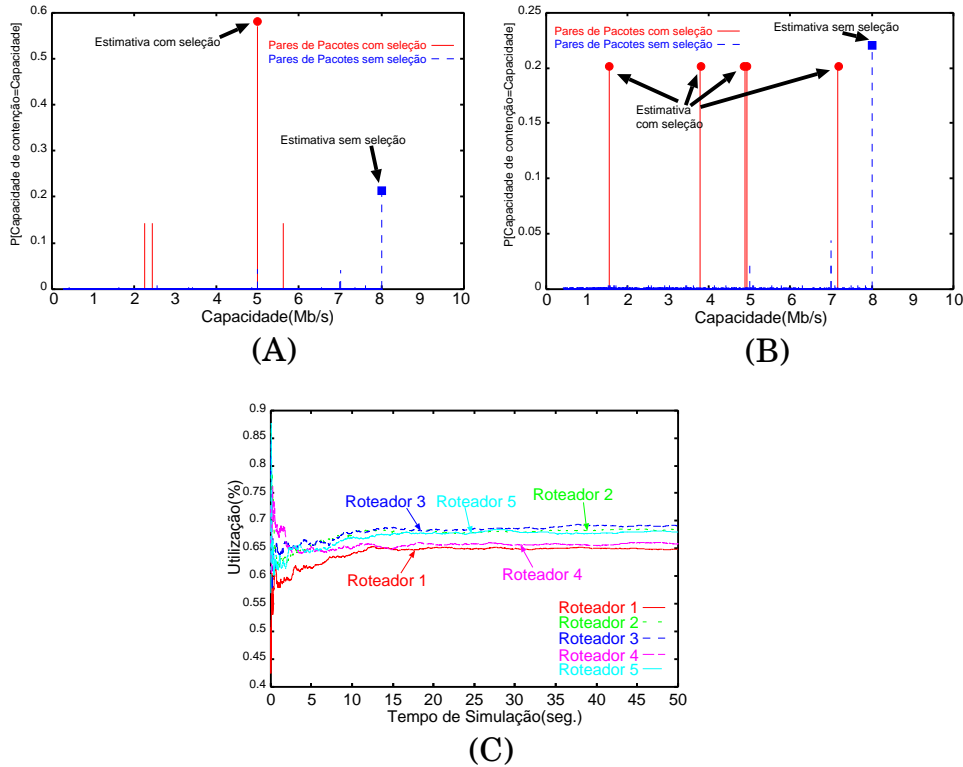 0.6
0.5
0.4
0.3
0.2
0.1
0
P[Capacidade de contenção=Capacidade]
Estimativa com seleção
Pares de Pacotes com seleção
Pares de Pacotes sem seleção
Estimativa sem seleção
0 1 2 3 4 5 6 7 8 9 10
Capacidade(Mb/s)
(A)
0.25
0.2
0.15
0.1
0.05
0
P[Capacidade de contenção=Capacidade]
Estimativa sem seleção
Pares de Pacotes com seleção
Pares de Pacotes sem seleção
Estimativa
com seleção
0 1 2 3 4 5 6 7 8 9 10
Capacidade(Mb/s)
(B)
0.9
0.85
0.8
0.75
0.7
0.65
0.6
0.55
0.5
0.45
0.4
Utilização(%)
Roteador 3
Roteador 5
Roteador 2
Roteador 1
Roteador 4
Roteador 1
Roteador 2
Roteador 3
Roteador 4
Roteador 5
0 5 10 15 20 25 30 35 40 45 50
Tempo de Simulação(seg.)
(C)